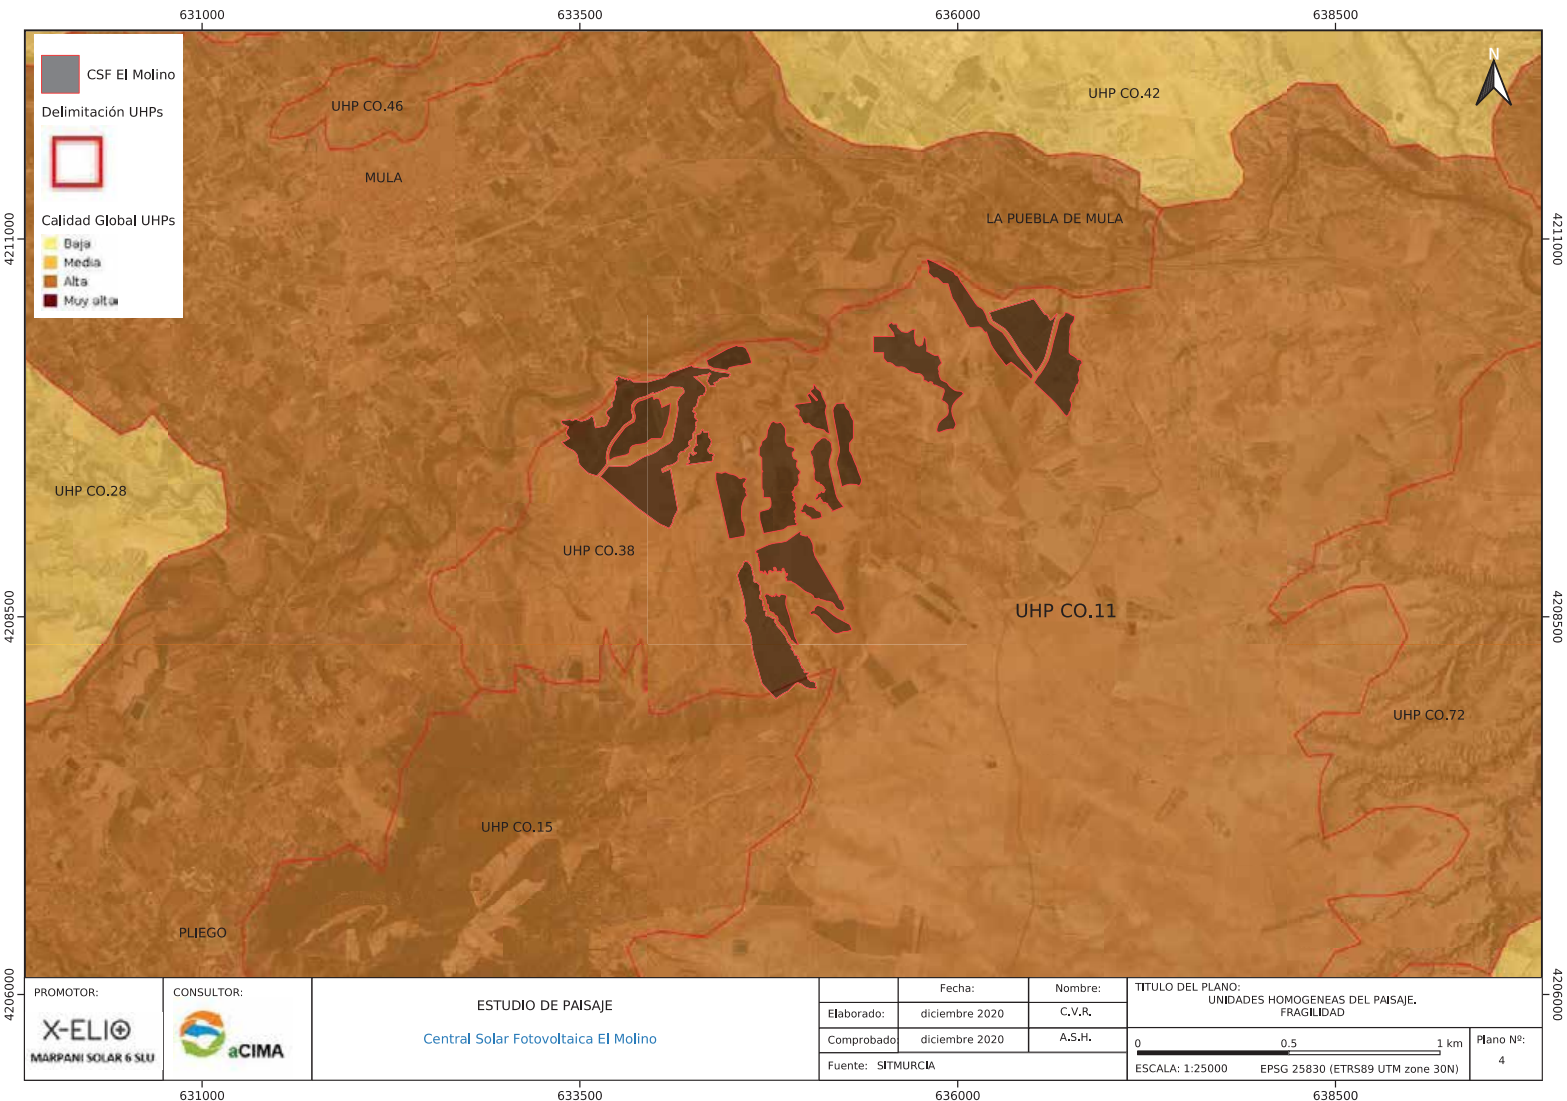 631000
633500
636000
638500
CSF El Molino
Delimitación UHPs
Calidad Global UHPs
Baja
Media
Alta
Muy alta
N
UHP CO.46
UHP CO.42
MULA
LA PUEBLA DE MULA
4211000
4211000
UHP CO.28
UHP CO.38
UHP CO.11
4208500
4208500
UHP CO.72
UHP CO.15
PLIEGO
4206000
4206000
PROMOTOR:
X-ELIO
MARPANI SOLAR 6 SLU
CONSULTOR:
aCIMA
ESTUDIO DE PAISAJE
Central Solar Fotovoltaica El Molino
Fecha:
Nombre:
Elaborado:
diciembre 2020
C.V.R.
Comprobado:
diciembre 2020
A.S.H.
Fuente: SITMURCIA
TITULO DEL PLANO:
UNIDADES HOMOGENEAS DEL PAISAJE.
FRAGILIDAD
0 0.5 1 km
ESCALA: 1:25000 EPSG 25830 (ETRS89 UTM zone 30N)
Plano Nº:
4
631000
633500
636000
638500